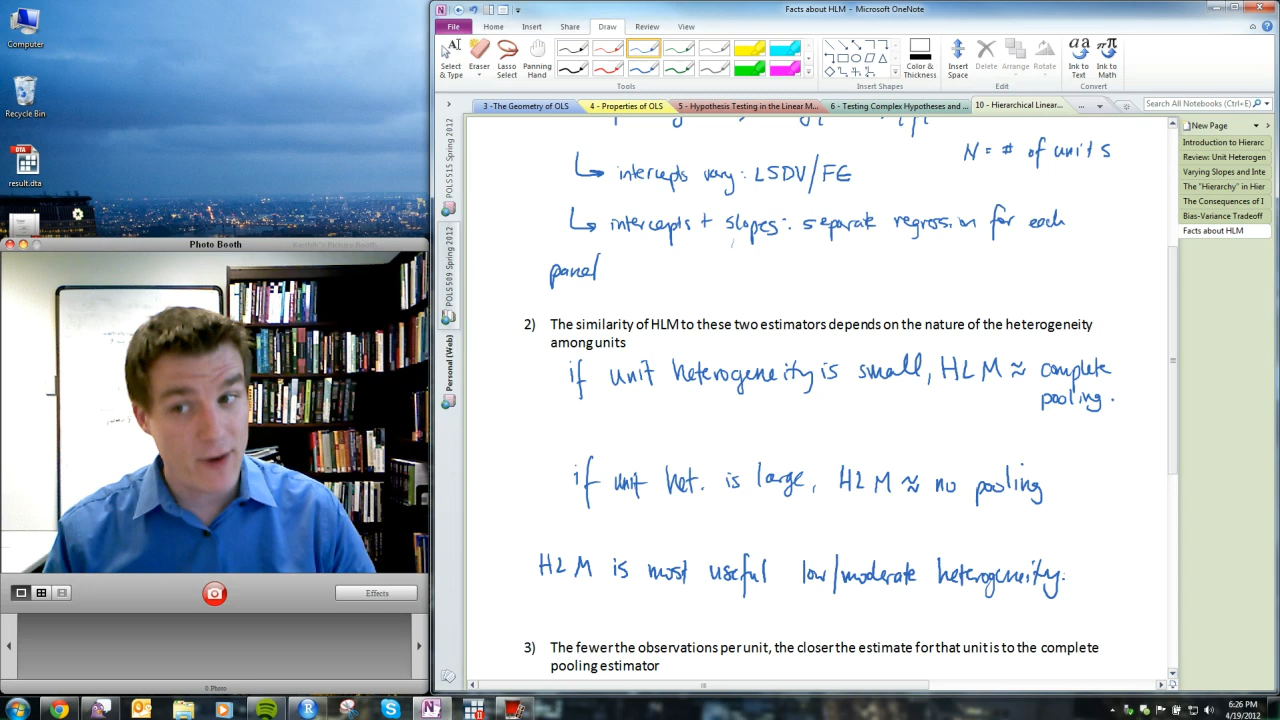 Facts about HLM - Microsoft OneNote
File Home Insert Share Draw Review View
Computer
Select & Type
Eraser
Lasso Select
Panning Hand
Color & Thickness
Insert Space
Delete
Arrange
Rotate
Ink to Text
Ink to Math
Tools
Insert Shapes
Edit
Convert
Recycle Bin
3 -The Geometry of OLS
4 - Properties of OLS
5 - Hypothesis Testing in the Linear M...
6 - Testing Complex Hypotheses and ...
10 - Hierarchical Linear...
Search All Notebooks (Ctrl+E)
New Page
Introduction to Hierarc
Review: Unit Heterogen
Varying Slopes and Inte
The "Hierarchy" in Hier
The Consequences of I
Bias-Variance Tradeoff
Facts about HLM
result.dta
POLS 515 Spring 2012
POLS 509 Spring 2012
Personal (Web)
N = # of units
intercepts vary: LSDV/FE
intercepts + slopes: separate regression for each
panel
2) The similarity of HLM to these two estimators depends on the nature of the heterogeneity
among units
if unit heterogeneity is small, HLM ≈ complete
pooling.
if unit het. is large, HLM ≈ no pooling
HLM is most useful low/moderate heterogeneity.
3) The fewer the observations per unit, the closer the estimate for that unit is to the complete
pooling estimator
Photo Booth
Effects
0 Photo
6:26 PM
4/19/2012